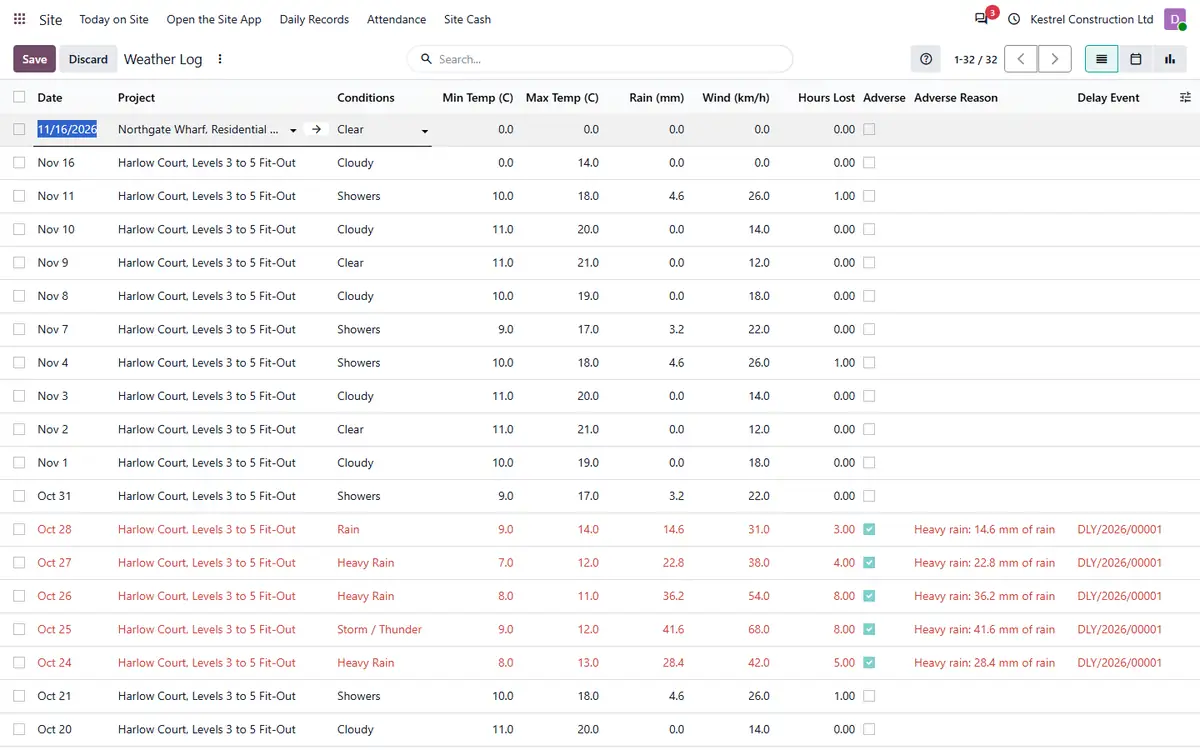 Site Today on Site Open the Site App Daily Records Attendance Site Cash 3 Kestrel Construction Ltd D
Save Discard Weather Log Search... 1-32 / 32
Date Project Conditions Min Temp (C) Max Temp (C) Rain (mm) Wind (km/h) Hours Lost Adverse Adverse Reason Delay Event
11/16/2026 Northgate Wharf, Residential ... Clear 0.0 0.0 0.0 0.0 0.00
Nov 16 Harlow Court, Levels 3 to 5 Fit-Out Cloudy 0.0 14.0 0.0 0.0 0.00
Nov 11 Harlow Court, Levels 3 to 5 Fit-Out Showers 10.0 18.0 4.6 26.0 1.00
Nov 10 Harlow Court, Levels 3 to 5 Fit-Out Cloudy 11.0 20.0 0.0 14.0 0.00
Nov 9 Harlow Court, Levels 3 to 5 Fit-Out Clear 11.0 21.0 0.0 12.0 0.00
Nov 8 Harlow Court, Levels 3 to 5 Fit-Out Cloudy 10.0 19.0 0.0 18.0 0.00
Nov 7 Harlow Court, Levels 3 to 5 Fit-Out Showers 9.0 17.0 3.2 22.0 0.00
Nov 4 Harlow Court, Levels 3 to 5 Fit-Out Showers 10.0 18.0 4.6 26.0 1.00
Nov 3 Harlow Court, Levels 3 to 5 Fit-Out Cloudy 11.0 20.0 0.0 14.0 0.00
Nov 2 Harlow Court, Levels 3 to 5 Fit-Out Clear 11.0 21.0 0.0 12.0 0.00
Nov 1 Harlow Court, Levels 3 to 5 Fit-Out Cloudy 10.0 19.0 0.0 18.0 0.00
Oct 31 Harlow Court, Levels 3 to 5 Fit-Out Showers 9.0 17.0 3.2 22.0 0.00
Oct 28 Harlow Court, Levels 3 to 5 Fit-Out Rain 9.0 14.0 14.6 31.0 3.00 Heavy rain: 14.6 mm of rain DLY/2026/00001
Oct 27 Harlow Court, Levels 3 to 5 Fit-Out Heavy Rain 7.0 12.0 22.8 38.0 4.00 Heavy rain: 22.8 mm of rain DLY/2026/00001
Oct 26 Harlow Court, Levels 3 to 5 Fit-Out Heavy Rain 8.0 11.0 36.2 54.0 8.00 Heavy rain: 36.2 mm of rain DLY/2026/00001
Oct 25 Harlow Court, Levels 3 to 5 Fit-Out Storm / Thunder 9.0 12.0 41.6 68.0 8.00 Heavy rain: 41.6 mm of rain DLY/2026/00001
Oct 24 Harlow Court, Levels 3 to 5 Fit-Out Heavy Rain 8.0 13.0 28.4 42.0 5.00 Heavy rain: 28.4 mm of rain DLY/2026/00001
Oct 21 Harlow Court, Levels 3 to 5 Fit-Out Showers 10.0 18.0 4.6 26.0 1.00
Oct 20 Harlow Court, Levels 3 to 5 Fit-Out Cloudy 11.0 20.0 0.0 14.0 0.00